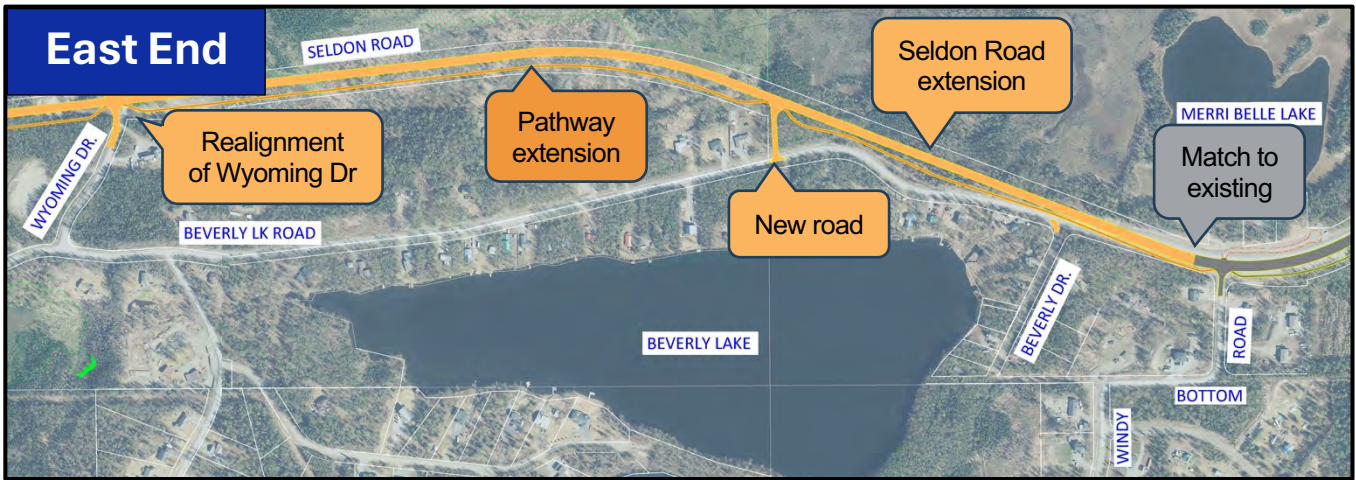 East End
SELDON ROAD
Seldon Road
extension
MERRI BELLE LAKE
Pathway
extension
Realignment
of Wyoming Dr
Match to
existing
WYOMING DR.
New road
BEVERLY LK ROAD
BEVERLY LAKE
BEVERLY DR.
ROAD
BOTTOM
WINDY